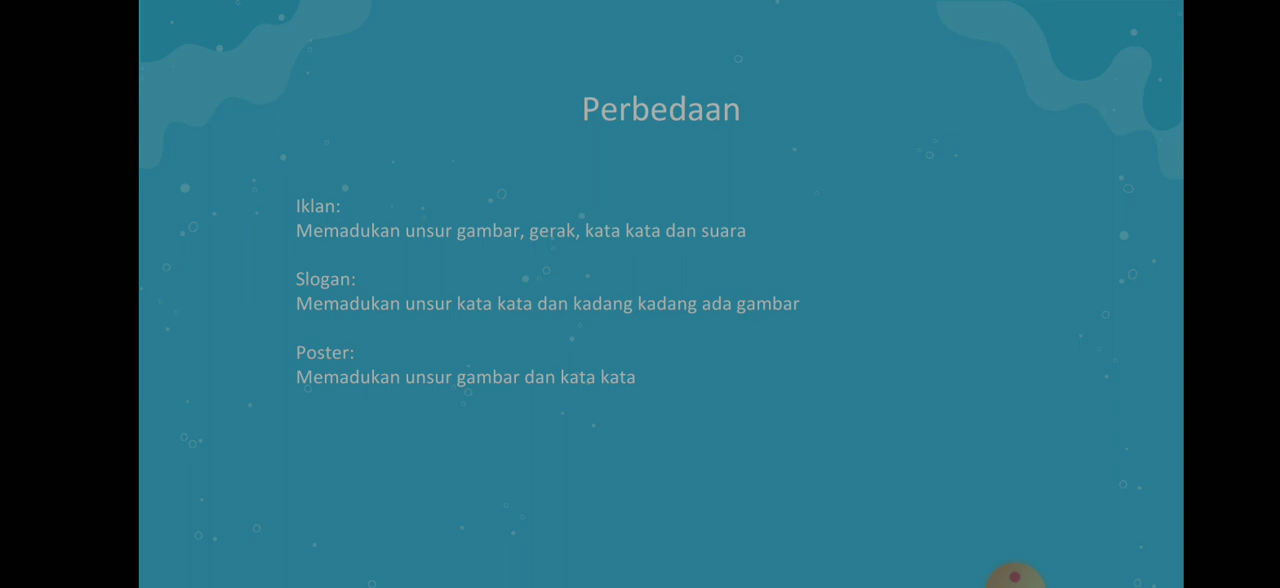 Perbedaan
Iklan:
Memadukan unsur gambar, gerak, kata kata dan suara
Slogan:
Memadukan unsur kata kata dan kadang kadang ada gambar
Poster:
Memadukan unsur gambar dan kata kata